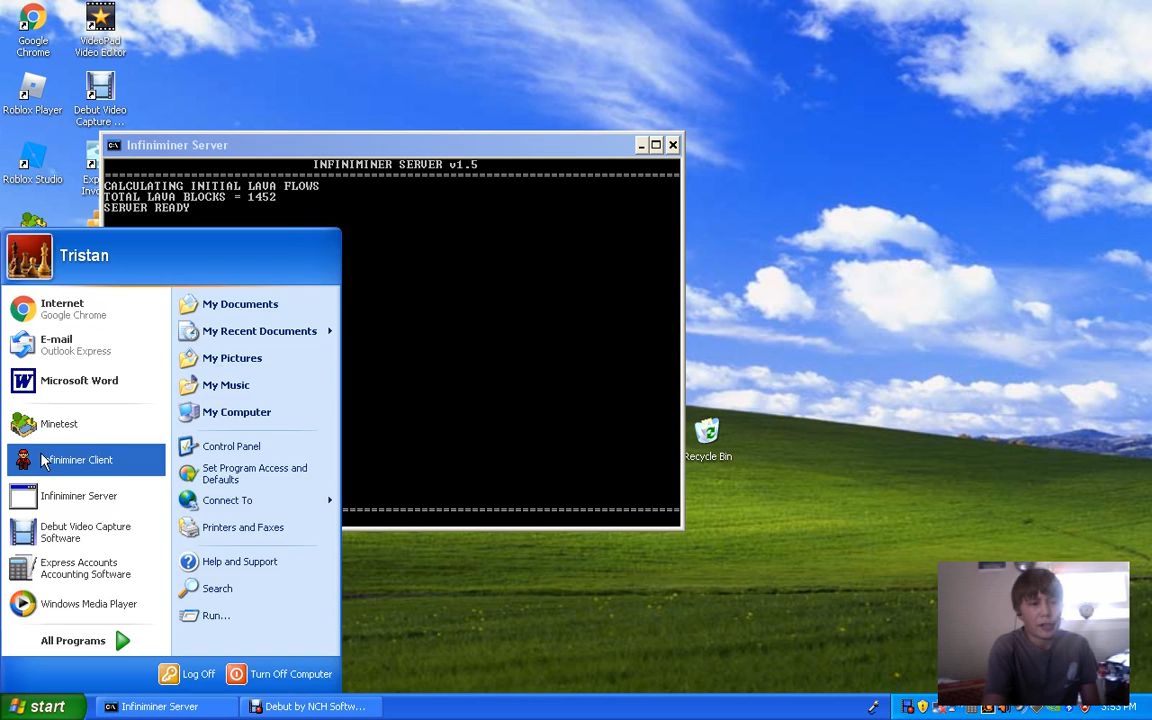 Google
Chrome
VideoPad
Video Editor
Roblox Player
Debut Video
Capture ...
Roblox Studio
Infiniminer Server
INFINIMINER SERVER v1.5
CALCULATING INITIAL LAVA FLOWS
TOTAL LAVA BLOCKS = 1452
SERVER READY
Tristan
Internet
Google Chrome
E-mail
Outlook Express
Microsoft Word
Minetest
Infiniminer Client
Infiniminer Server
Debut Video Capture
Software
Express Accounts
Accounting Software
Windows Media Player
All Programs
My Documents
My Recent Documents
My Pictures
My Music
My Computer
Control Panel
Set Program Access and
Defaults
Connect To
Printers and Faxes
Help and Support
Search
Run...
Log Off
Turn Off Computer
Recycle Bin
start
Infiniminer Server
Debut by NCH Softw...
3:53 PM